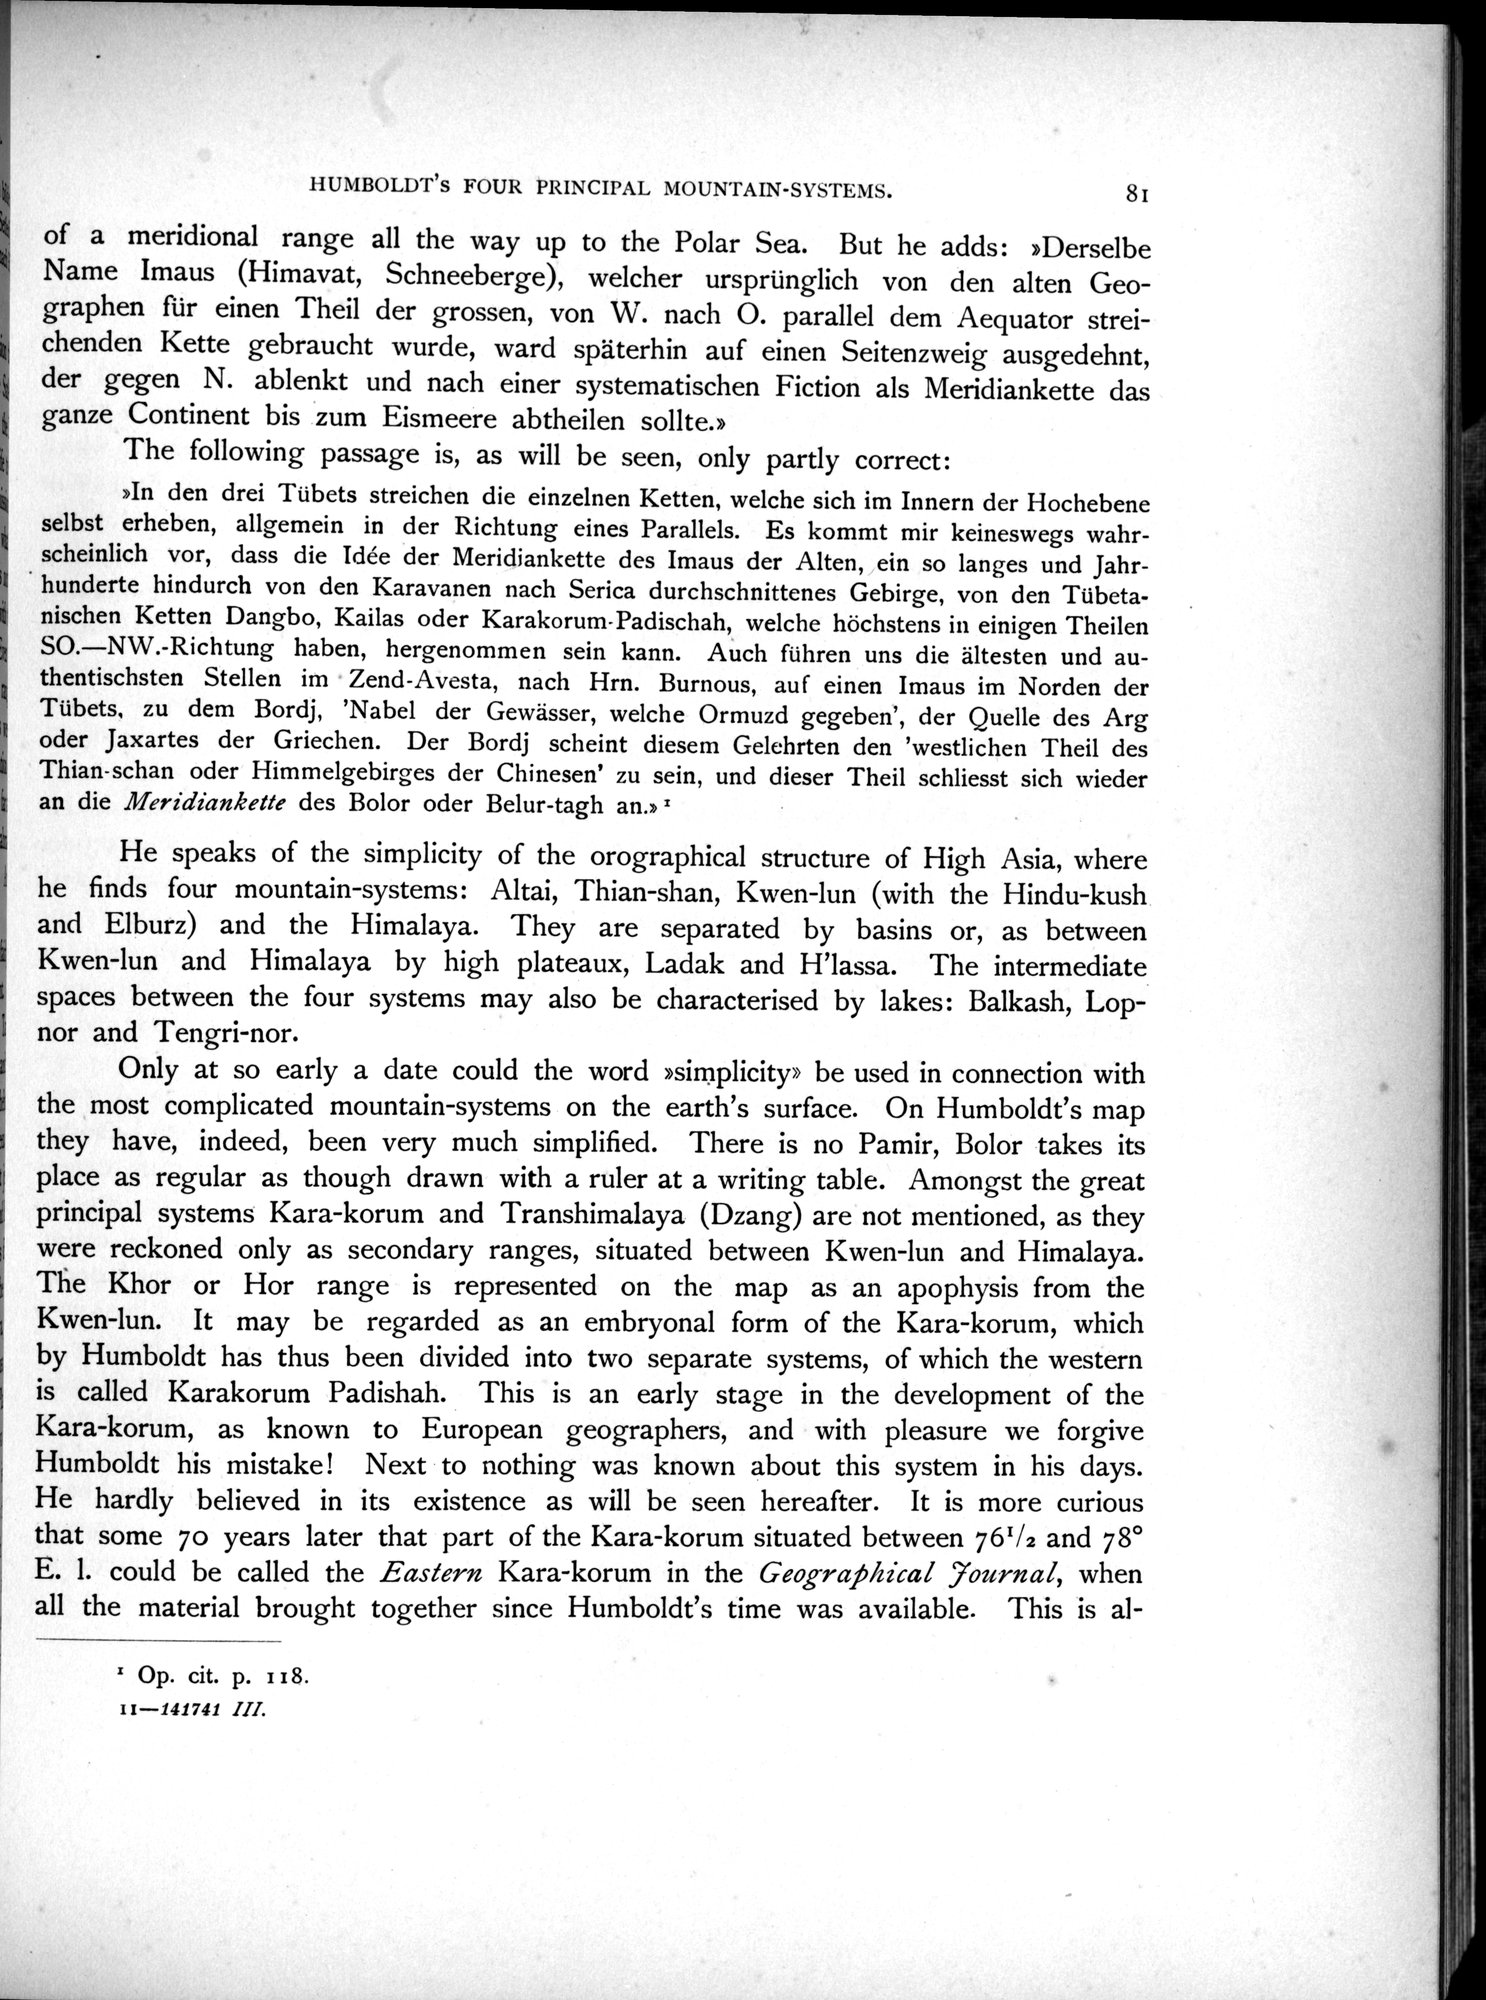 HUMBOLDT'S FOUR PRINCIPAL MOUNTAIN-SYSTEMS. 81
of a meridional range all the way up to the Polar Sea. But he adds: »Derselbe
Name Imaus (Himavat, Schneeberge), welcher ursprünglich von den alten Geo-
graphen für einen Theil der grossen, von W. nach O. parallel dem Aequator strei-
chenden Kette gebraucht wurde, ward späterhin auf einen Seitenzweig ausgedehnt,
der gegen N. ablenkt und nach einer systematischen Fiction als Meridiankette das
ganze Continent bis zum Eismeere abtheilen sollte.»
The following passage is, as will be seen, only partly correct:
»In den drei Tübets streichen die einzelnen Ketten, welche sich im Innern der Hochebene
selbst erheben, allgemein in der Richtung eines Parallels. Es kommt mir keineswegs wahr-
scheinlich vor, dass die Idée der Meridiankette des Imaus der Alten, ein so langes und Jahr-
hunderte hindurch von den Karavanen nach Serica durchschnittenes Gebirge, von den Tübeta-
nischen Ketten Dangbo, Kailas oder Karakorum-Padischah, welche höchstens in einigen Theilen
SO.—NW.-Richtung haben, hergenommen sein kann. Auch führen uns die ältesten und au-
thentischsten Stellen im Zend-Avesta, nach Hrn. Burnous, auf einen Imaus im Norden der
Tübets, zu dem Bordj, 'Nabel der Gewässer, welche Ormuzd gegeben', der Quelle des Arg
oder Jaxartes der Griechen. Der Bordj scheint diesem Gelehrten den 'westlichen Theil des
Thian-schan oder Himmelgebirges der Chinesen' zu sein, und dieser Theil schliesst sich wieder
an die Meridiankette des Bolor oder Belur-tagh an.» 1
He speaks of the simplicity of the orographical structure of High Asia, where
he finds four mountain-systems: Altai, Thian-shan, Kwen-lun (with the Hindu-kush
and Elburz) and the Himalaya. They are separated by basins or, as between
Kwen-lun and Himalaya by high plateaux, Ladak and H'lassa. The intermediate
spaces between the four systems may also be characterised by lakes: Balkash, Lop-
nor and Tengri-nor.
Only at so early a date could the word »simplicity» be used in connection with
the most complicated mountain-systems on the earth's surface. On Humboldt's map
they have, indeed, been very much simplified. There is no Pamir, Bolor takes its
place as regular as though drawn with a ruler at a writing table. Amongst the great
principal systems Kara-korum and Transhimalaya (Dzang) are not mentioned, as they
were reckoned only as secondary ranges, situated between Kwen-lun and Himalaya.
The Khor or Hor range is represented on the map as an apophysis from the
Kwen-lun. It may be regarded as an embryonal form of the Kara-korum, which
by Humboldt has thus been divided into two separate systems, of which the western
is called Karakorum Padishah. This is an early stage in the development of the
Kara-korum, as known to European geographers, and with pleasure we forgive
Humboldt his mistake! Next to nothing was known about this system in his days.
He hardly believed in its existence as will be seen hereafter. It is more curious
that some 70 years later that part of the Kara-korum situated between 76 1/2 and 78°
E. l. could be called the Eastern Kara-korum in the Geographical Journal, when
all the material brought together since Humboldt's time was available. This is al-
1 Op. cit. p. 118.
11—141741 III.